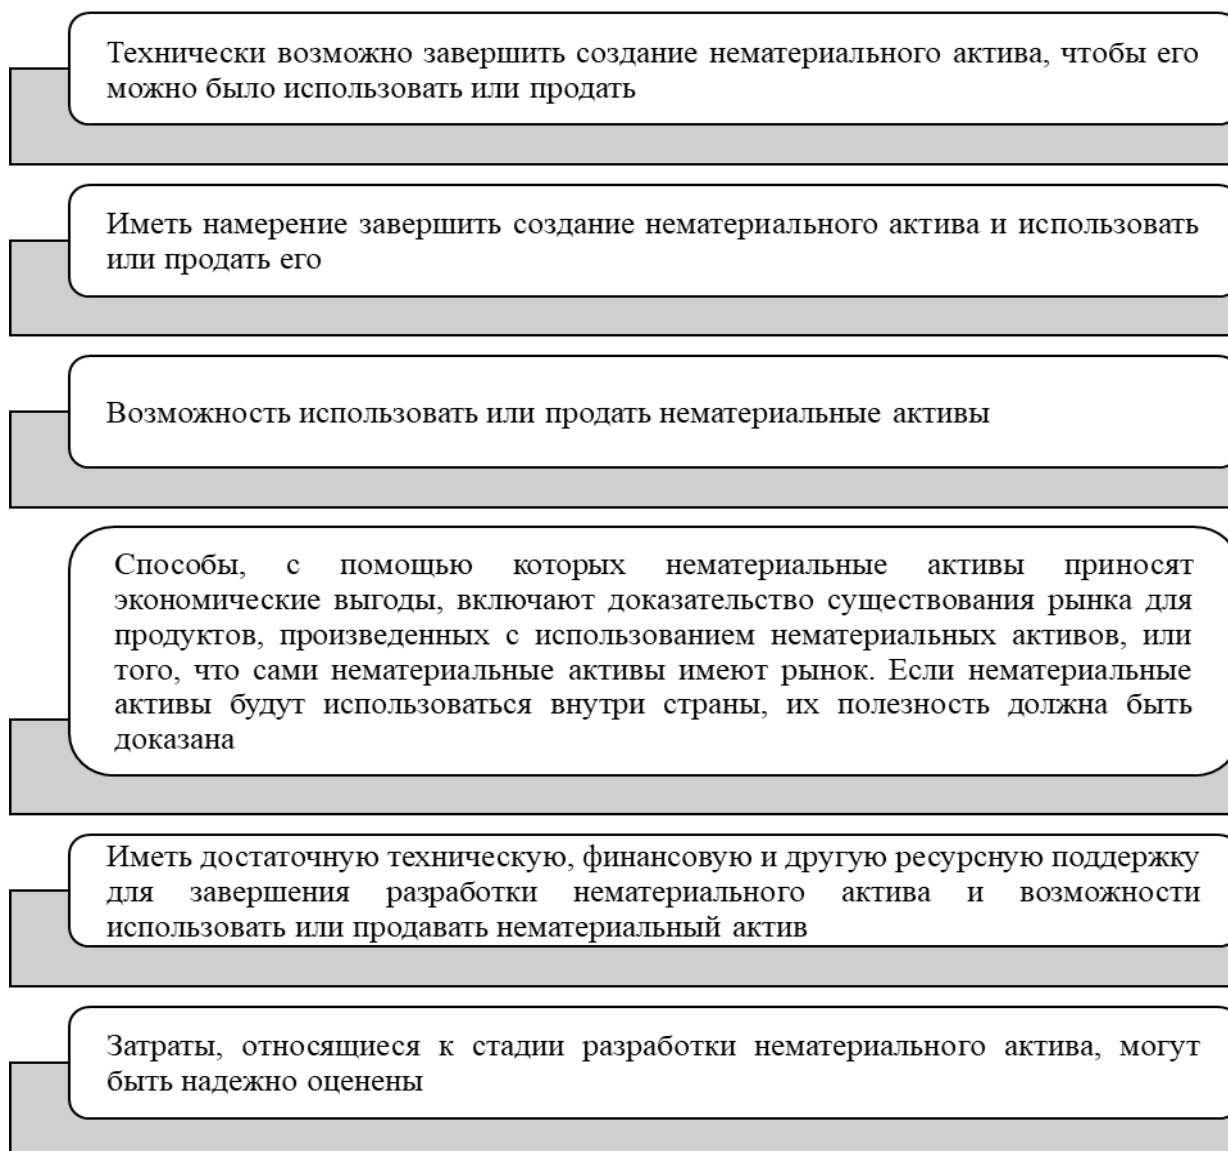 Технически возможно завершить создание нематериального актива, чтобы его
можно было использовать или продать
Иметь намерение завершить создание нематериального актива и использовать
или продать его
Возможность использовать или продать нематериальные активы
Способы, с помощью которых нематериальные активы приносят
экономические выгоды, включают доказательство существования рынка для
продуктов, произведенных с использованием нематериальных активов, или
того, что сами нематериальные активы имеют рынок. Если нематериальные
активы будут использоваться внутри страны, их полезность должна быть
доказана
Иметь достаточную техническую, финансовую и другую ресурсную поддержку
для завершения разработки нематериального актива и возможности
использовать или продавать нематериальный актив
Затраты, относящиеся к стадии разработки нематериального актива, могут
быть надежно оценены